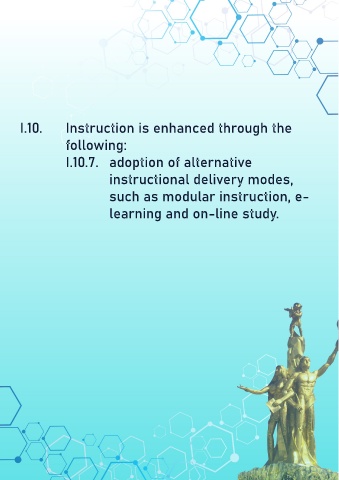 I.10. Instruction is enhanced through the
following:
I.10.7. adoption of alternative
instructional delivery modes,
such as modular instruction, e-
learning and on-line study.